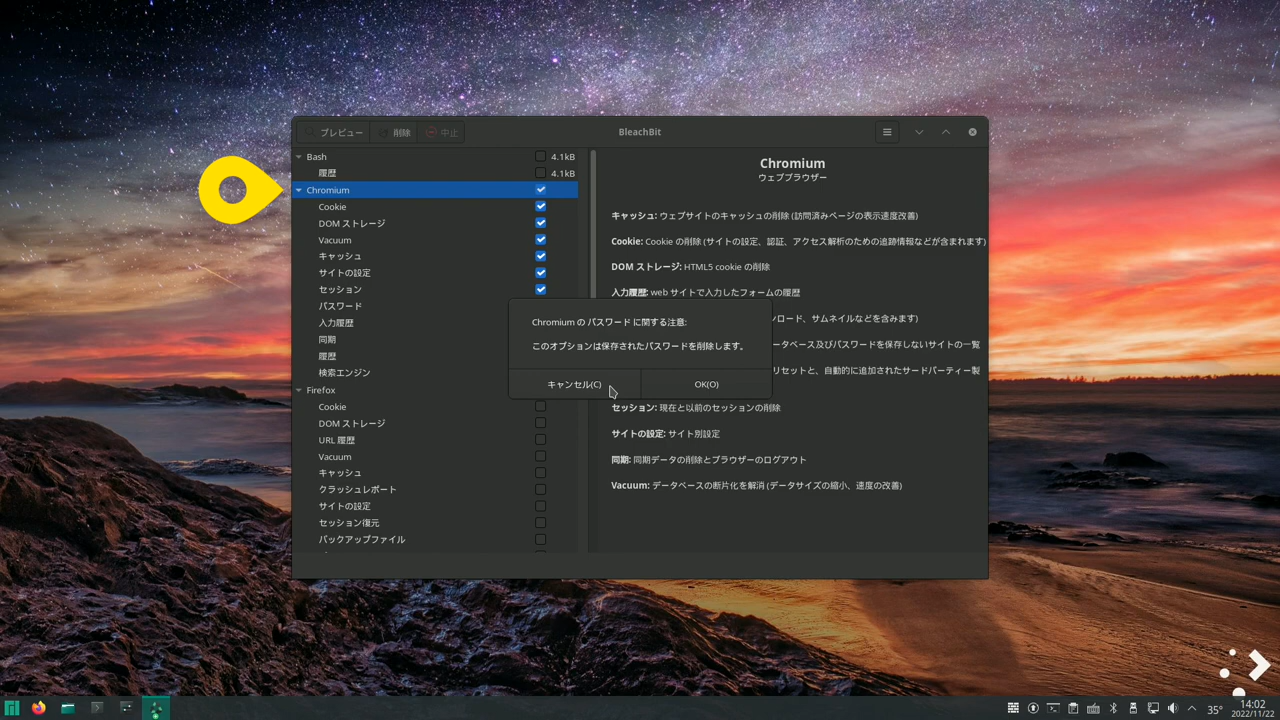 プレビュー 削除 中止 BleachBit
Bash 4.1kB
履歴 4.1kB
Chromium
Cookie
DOM ストレージ
Vacuum
キャッシュ
サイトの設定
セッション
パスワード
入力履歴
同期
履歴
検索エンジン
Firefox
Cookie
DOM ストレージ
URL 履歴
Vacuum
キャッシュ
クラッシュレポート
サイトの設定
セッション復元
バックアップファイル
Chromium
ウェブブラウザー
キャッシュ: ウェブサイトのキャッシュの削除 (訪問済みページの表示速度改善)
Cookie: Cookie の削除 (サイトの設定、認証、アクセス解析のための追跡情報などが含まれます)
DOM ストレージ: HTML5 cookie の削除
入力履歴: web サイトで入力したフォームの履歴
ンロード、サムネイルなどを含みます)
ータベース及びパスワードを保存しないサイトの一覧
リセットと、自動的に追加されたサードパーティー製
セッション: 現在と以前のセッションの削除
サイトの設定: サイト別設定
同期: 同期データの削除とブラウザーのログアウト
Vacuum: データベースの断片化を解消 (データサイズの縮小、速度の改善)
Chromium の パスワード に関する注意:
このオプションは保存されたパスワードを削除します。
キャンセル(C) OK(O)
35°
14:02
2022/11/22